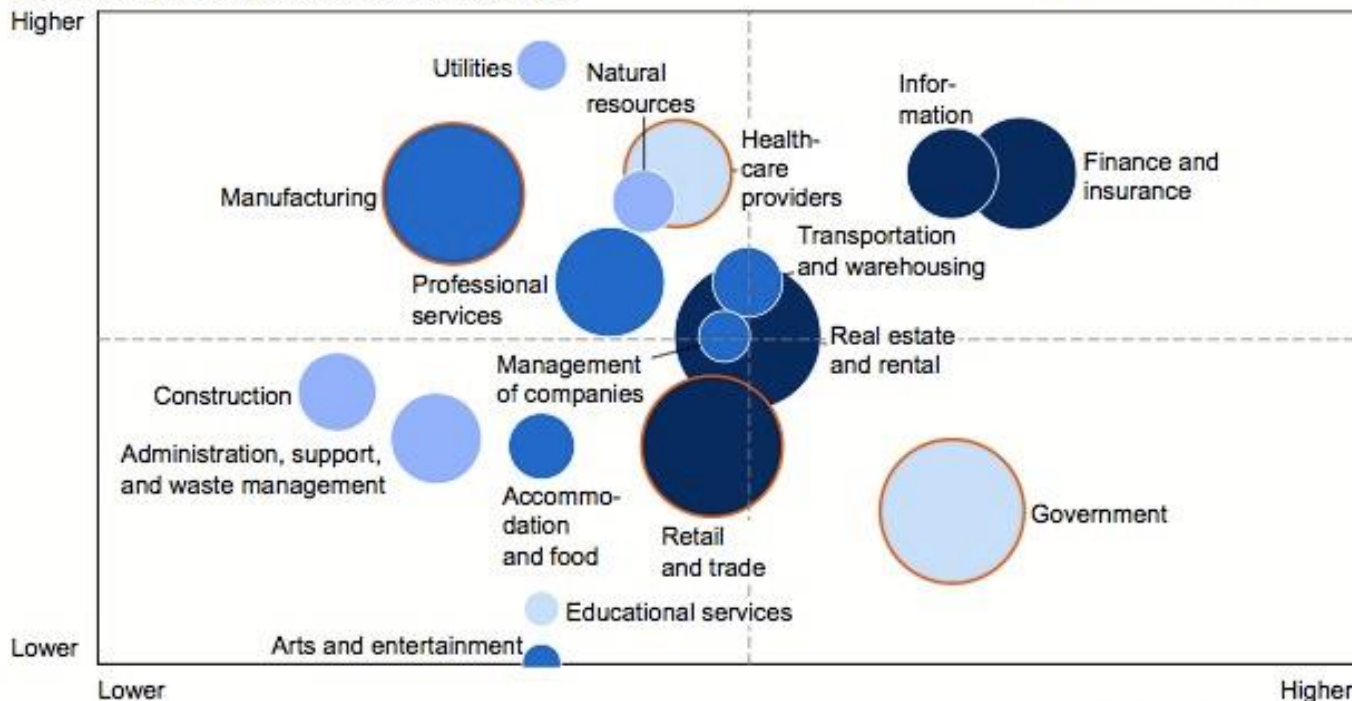 Higher
Utilities
Natural
resources
Infor-
mation
Health-
care
providers
Finance and
insurance
Manufacturing
Transportation
and warehousing
Professional
services
Real estate
and rental
Management
of companies
Construction
Administration, support,
and waste management
Accommo-
dation
and food
Retail
and trade
Government
Educational services
Arts and entertainment
Lower
Lower
Higher